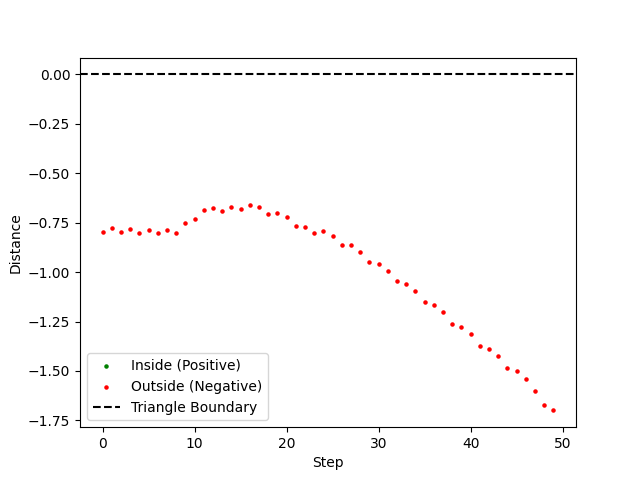 0.00
−0.25
−0.50
−0.75
−1.00
−1.25
−1.50
−1.75
Distance
Inside (Positive)
Outside (Negative)
Triangle Boundary
0 10 20 30 40 50
Step